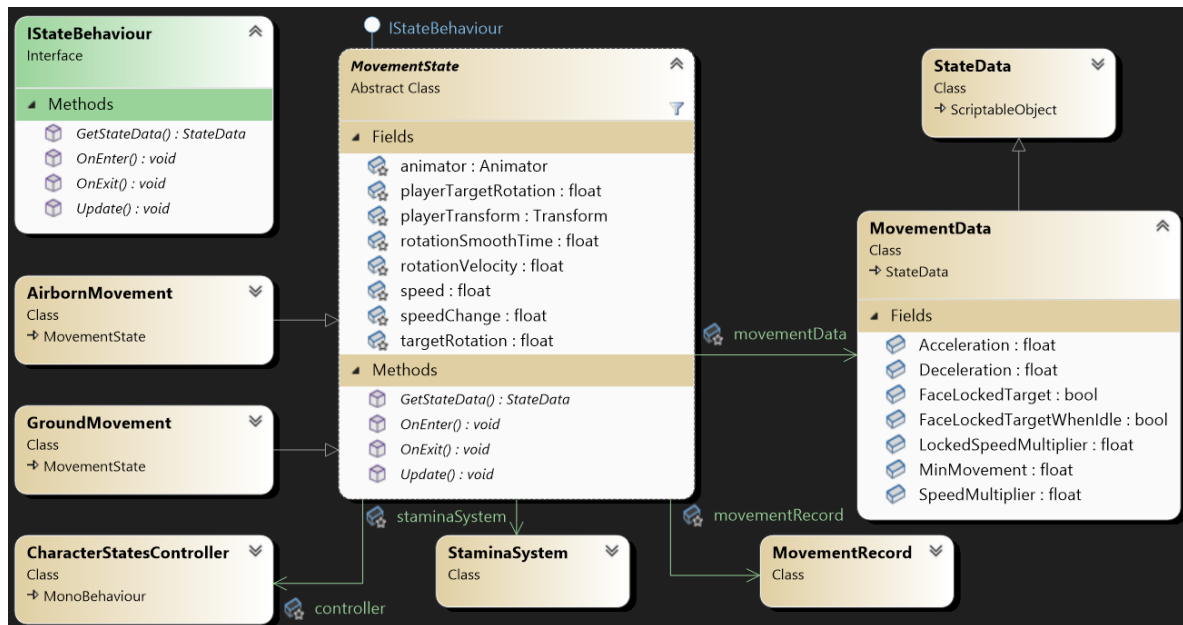 IStateBehaviour
Interface
Methods
GetStateData() : StateData
OnEnter() : void
OnExit() : void
Update() : void
AirbornMovement
Class
MovementState
GroundMovement
Class
MovementState
CharacterStatesController
Class
MonoBehaviour
IStateBehaviour
MovementState
Abstract Class
Fields
animator : Animator
playerTargetRotation : float
playerTransform : Transform
rotationSmoothTime : float
rotationVelocity : float
speed : float
speedChange : float
targetRotation : float
Methods
GetStateData() : StateData
OnEnter() : void
OnExit() : void
Update() : void
controller
staminaSystem
StaminaSystem
Class
movementRecord
MovementRecord
Class
movementData
StateData
Class
ScriptableObject
MovementData
Class
StateData
Fields
Acceleration : float
Deceleration : float
FaceLockedTarget : bool
FaceLockedTargetWhenIdle : bool
LockedSpeedMultiplier : float
MinMovement : float
SpeedMultiplier : float